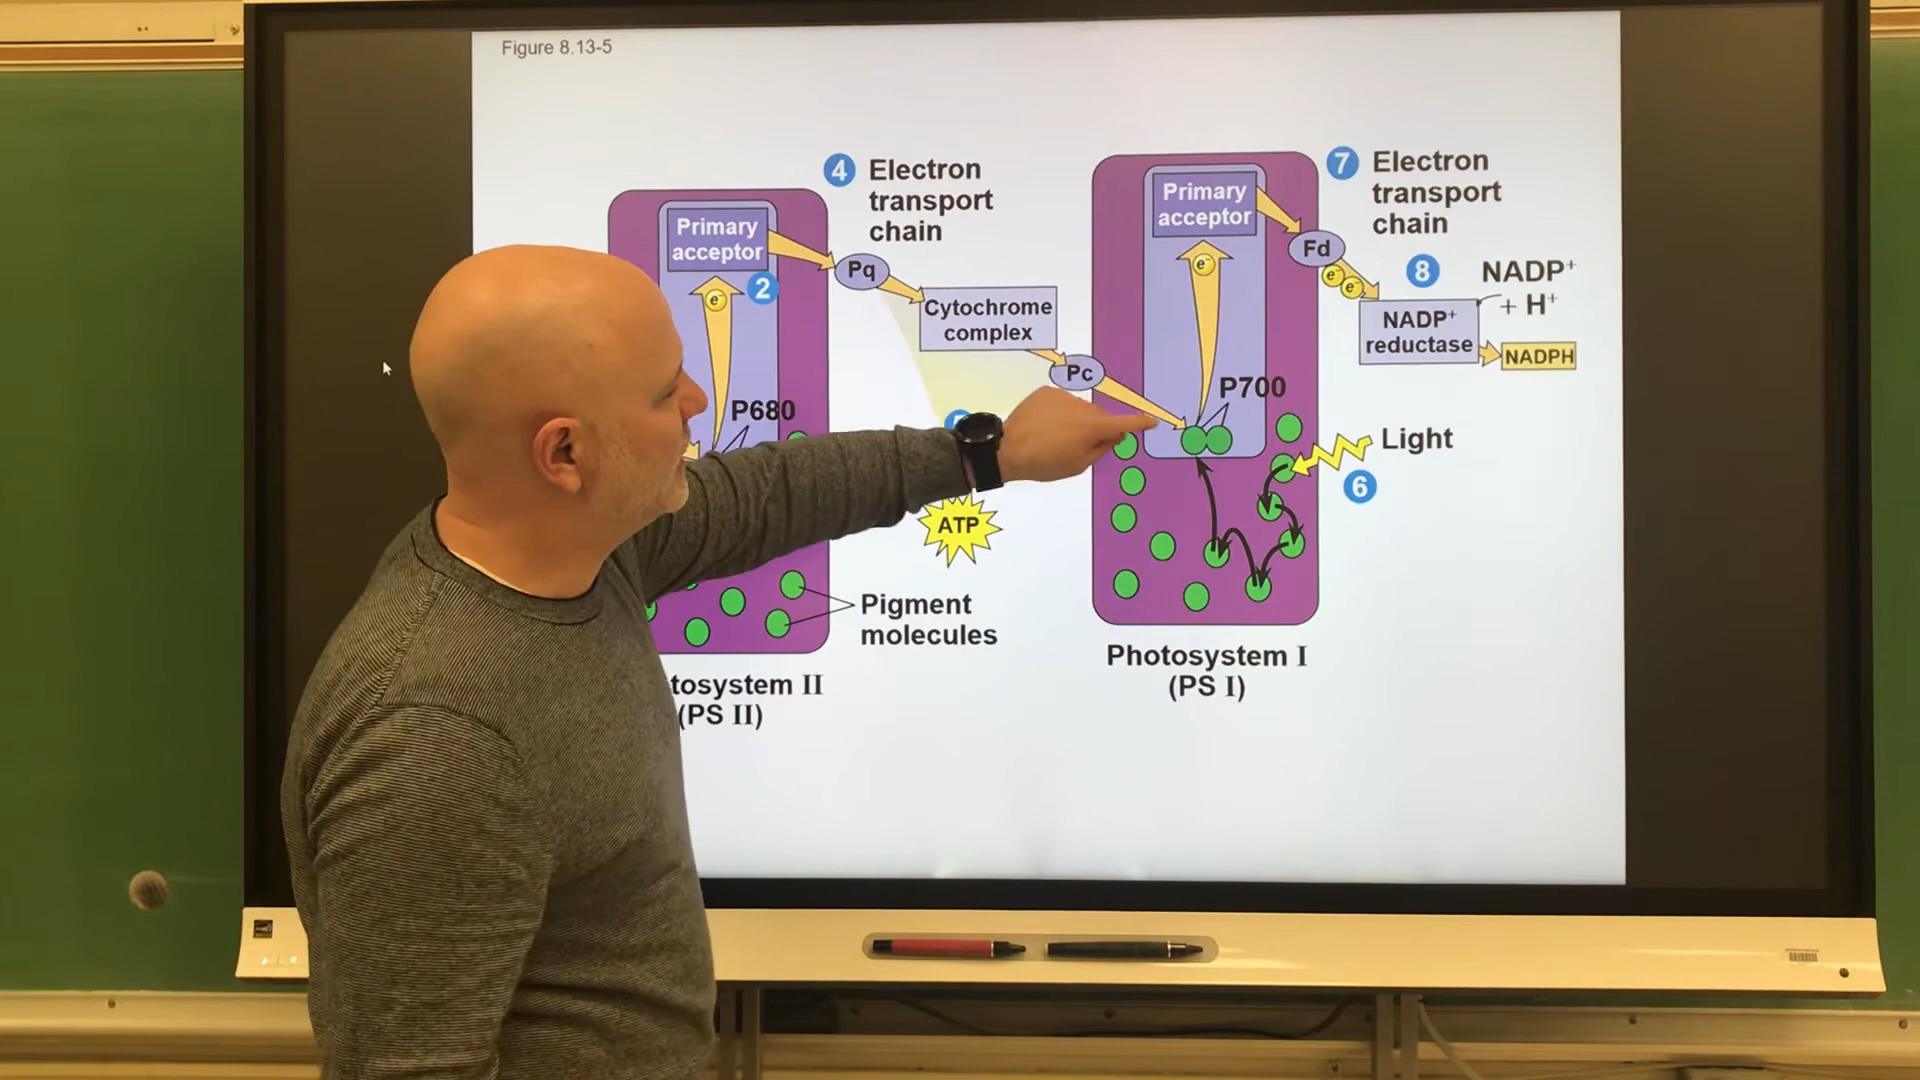 Figure 8.13-5
4 Electron
transport
chain
Primary
acceptor
e-
2
Pq
Cytochrome
complex
Pc
P680
ATP
Pigment
molecules
tosystem II
(PS II)
7 Electron
transport
chain
Primary
acceptor
e-
Fd
e-
e-
8
NADP+
+ H+
NADP+
reductase
NADPH
P700
Light
6
Photosystem I
(PS I)